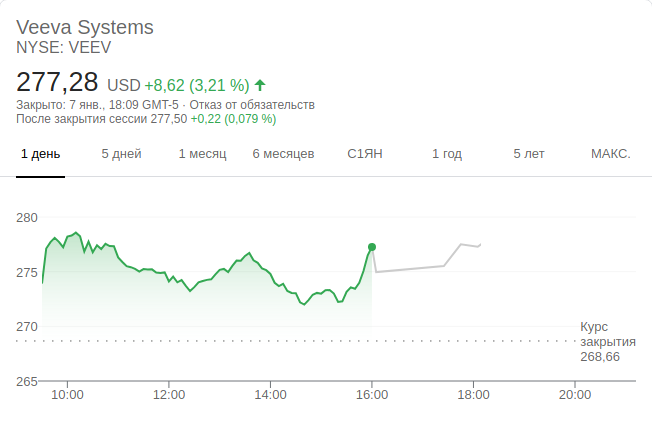 Veeva Systems
NYSE: VEEV
277,28 USD +8,62 (3,21 %)
Закрыто: 7 янв., 18:09 GMT-5 · Отказ от обязательств
После закрытия сессии 277,50 +0,22 (0,079 %)
1 день 5 дней 1 месяц 6 месяцев С1ЯН 1 год 5 лет МАКС.
280
275
270
Курс
закрытия
268,66
265
10:00 12:00 14:00 16:00 18:00 20:00